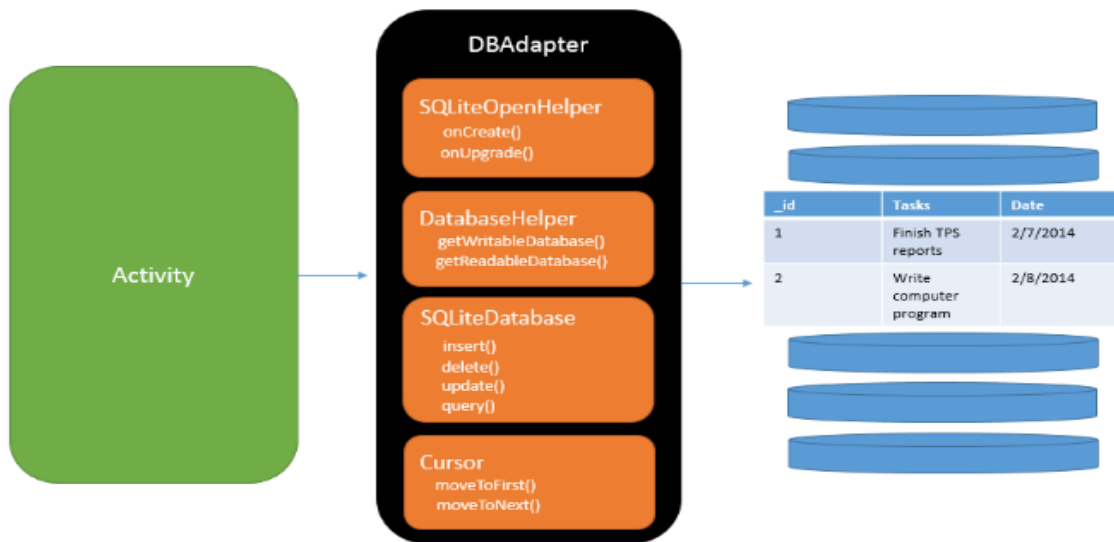 Activity
DBAdapter
SQLiteOpenHelper
onCreate()
onUpgrade()
DatabaseHelper
getWritableDatabase()
getReadableDatabase()
SQLiteDatabase
insert()
delete()
update()
query()
Cursor
moveToFirst()
moveToNext()
_id Tasks Date
1 Finish TPS 2/7/2014
reports
2 Write 2/8/2014
computer
program